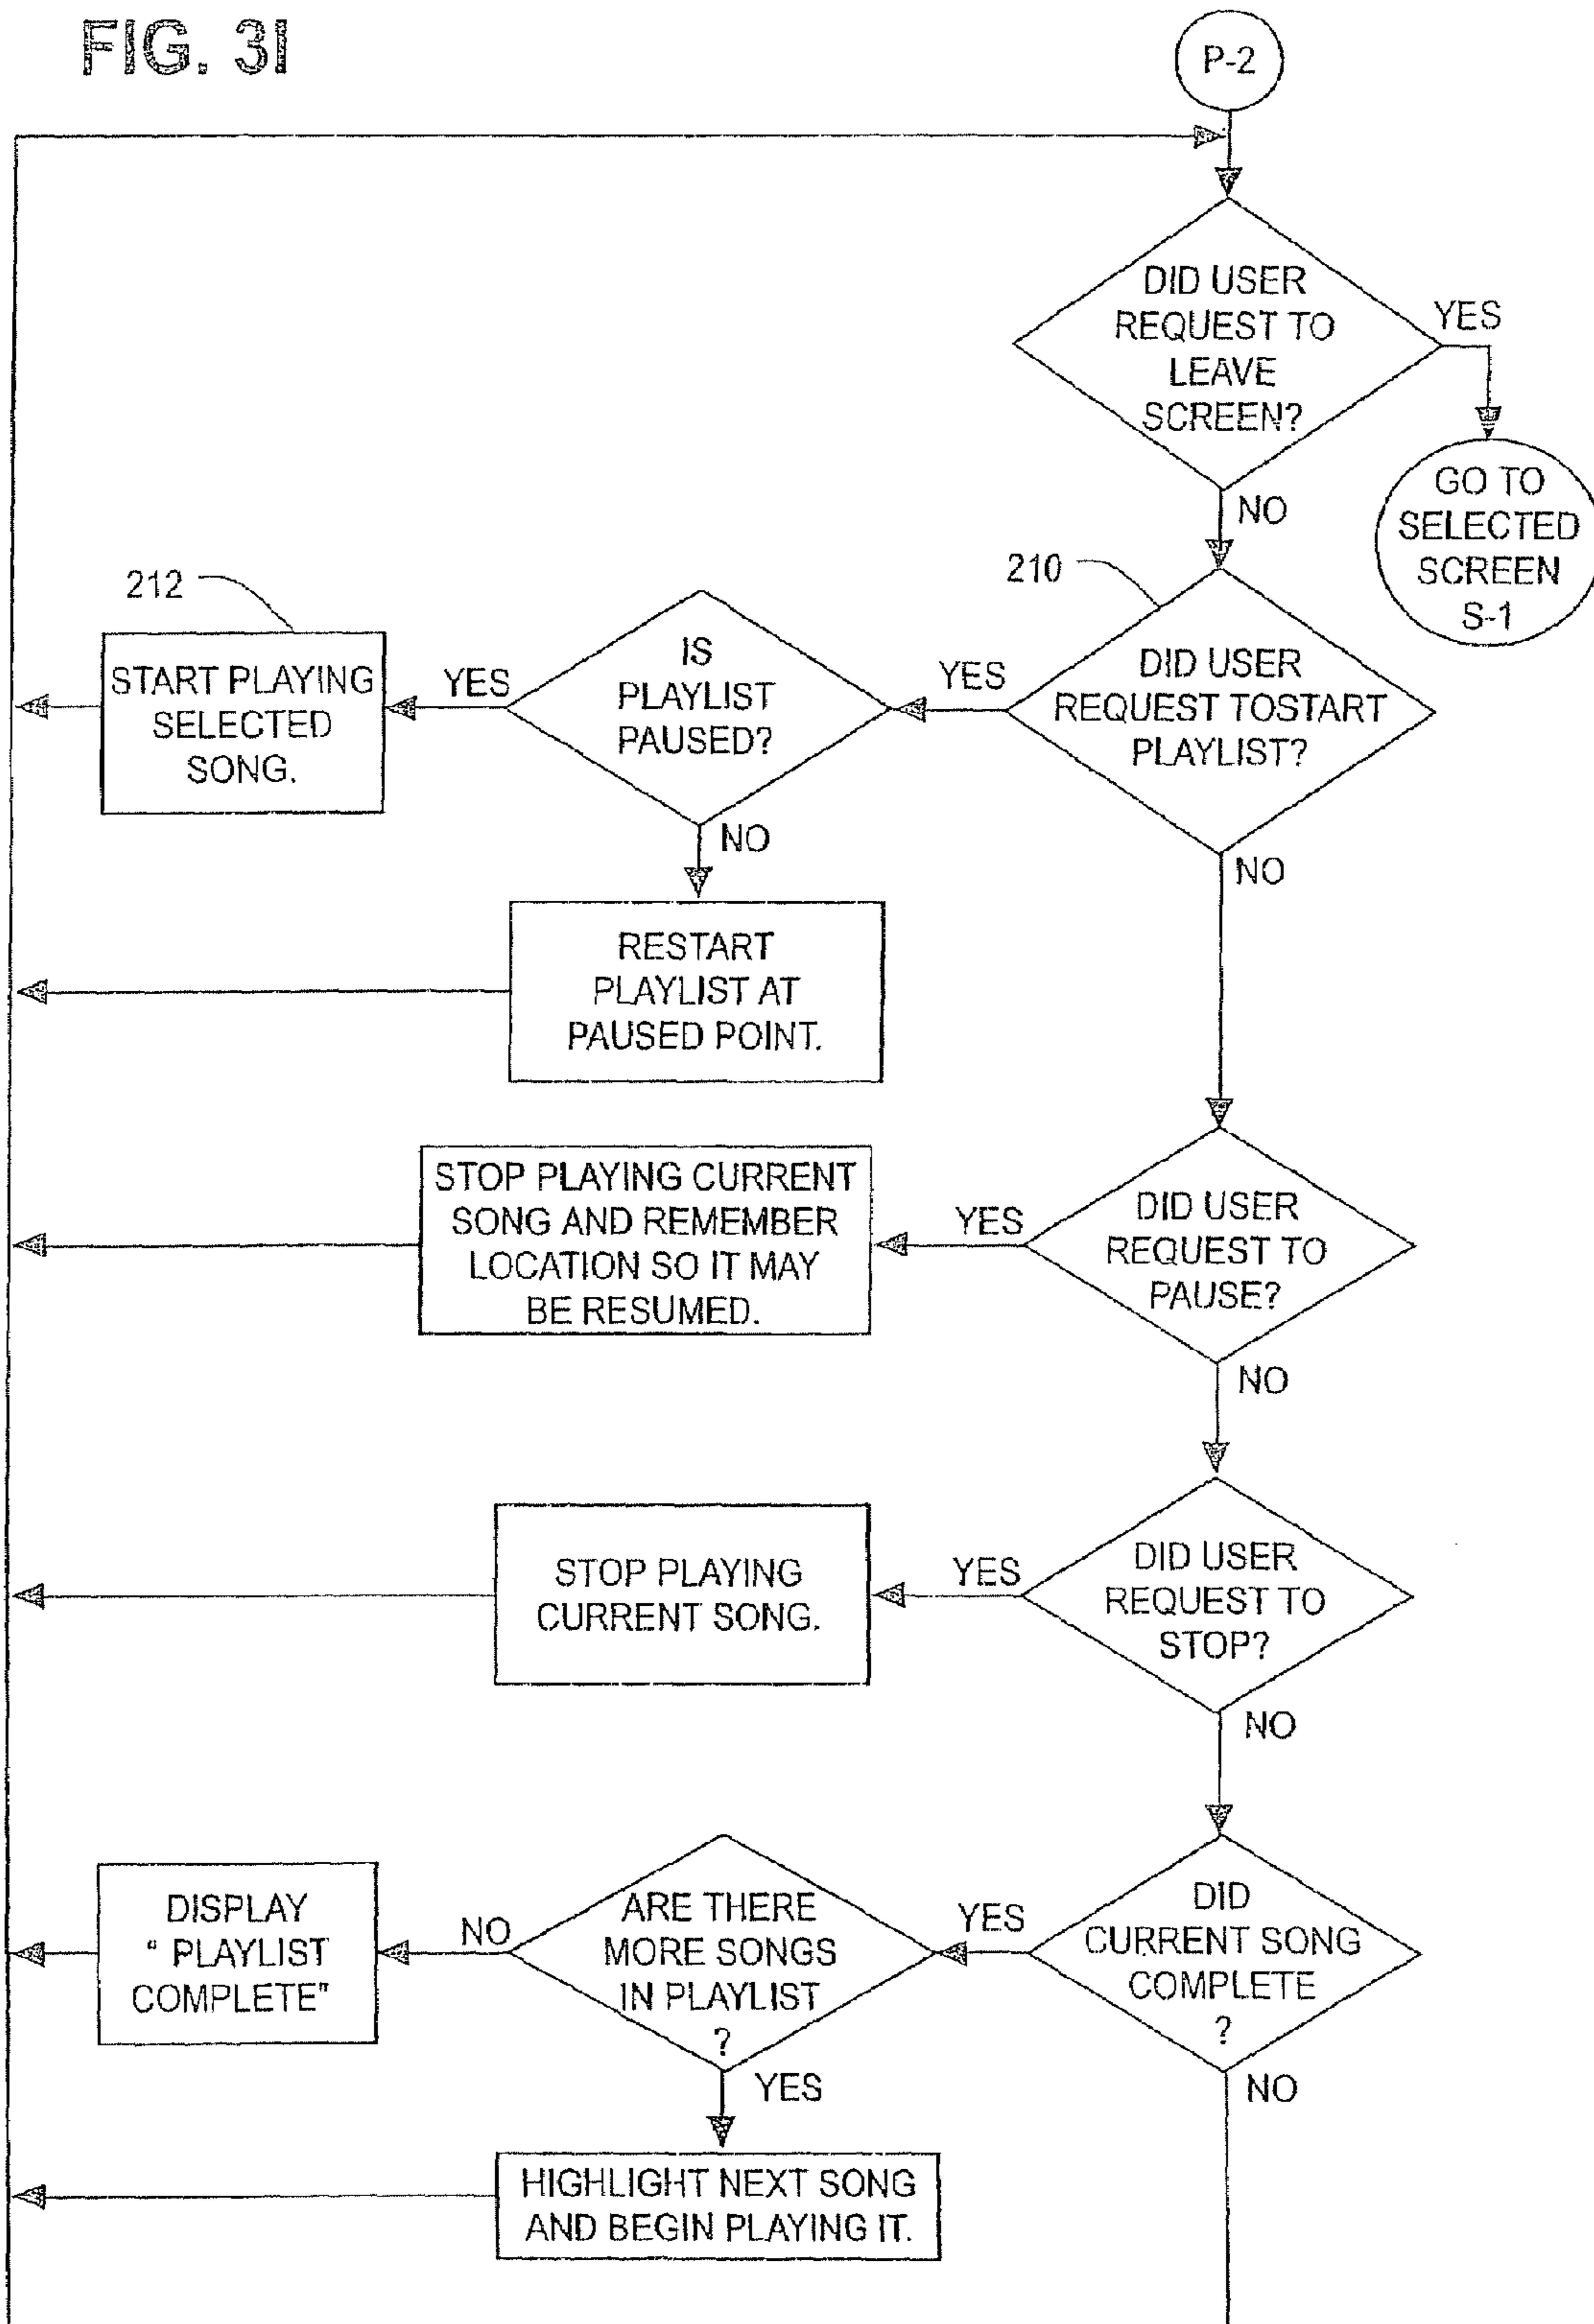 FIG. 3I
P-2
DID USER
REQUEST TO
LEAVE
SCREEN?
YES
GO TO
SELECTED
SCREEN
S-1
NO
210
DID USER
REQUEST TOSTART
PLAYLIST?
YES
IS
PLAYLIST
PAUSED?
YES
212
START PLAYING
SELECTED
SONG.
NO
RESTART
PLAYLIST AT
PAUSED POINT.
NO
DID USER
REQUEST TO
PAUSE?
YES
STOP PLAYING CURRENT
SONG AND REMEMBER
LOCATION SO IT MAY
BE RESUMED.
NO
DID USER
REQUEST TO
STOP?
YES
STOP PLAYING
CURRENT SONG.
NO
DID
CURRENT SONG
COMPLETE
?
YES
ARE THERE
MORE SONGS
IN PLAYLIST
?
NO
DISPLAY
" PLAYLIST
COMPLETE"
YES
HIGHLIGHT NEXT SONG
AND BEGIN PLAYING IT.
NO